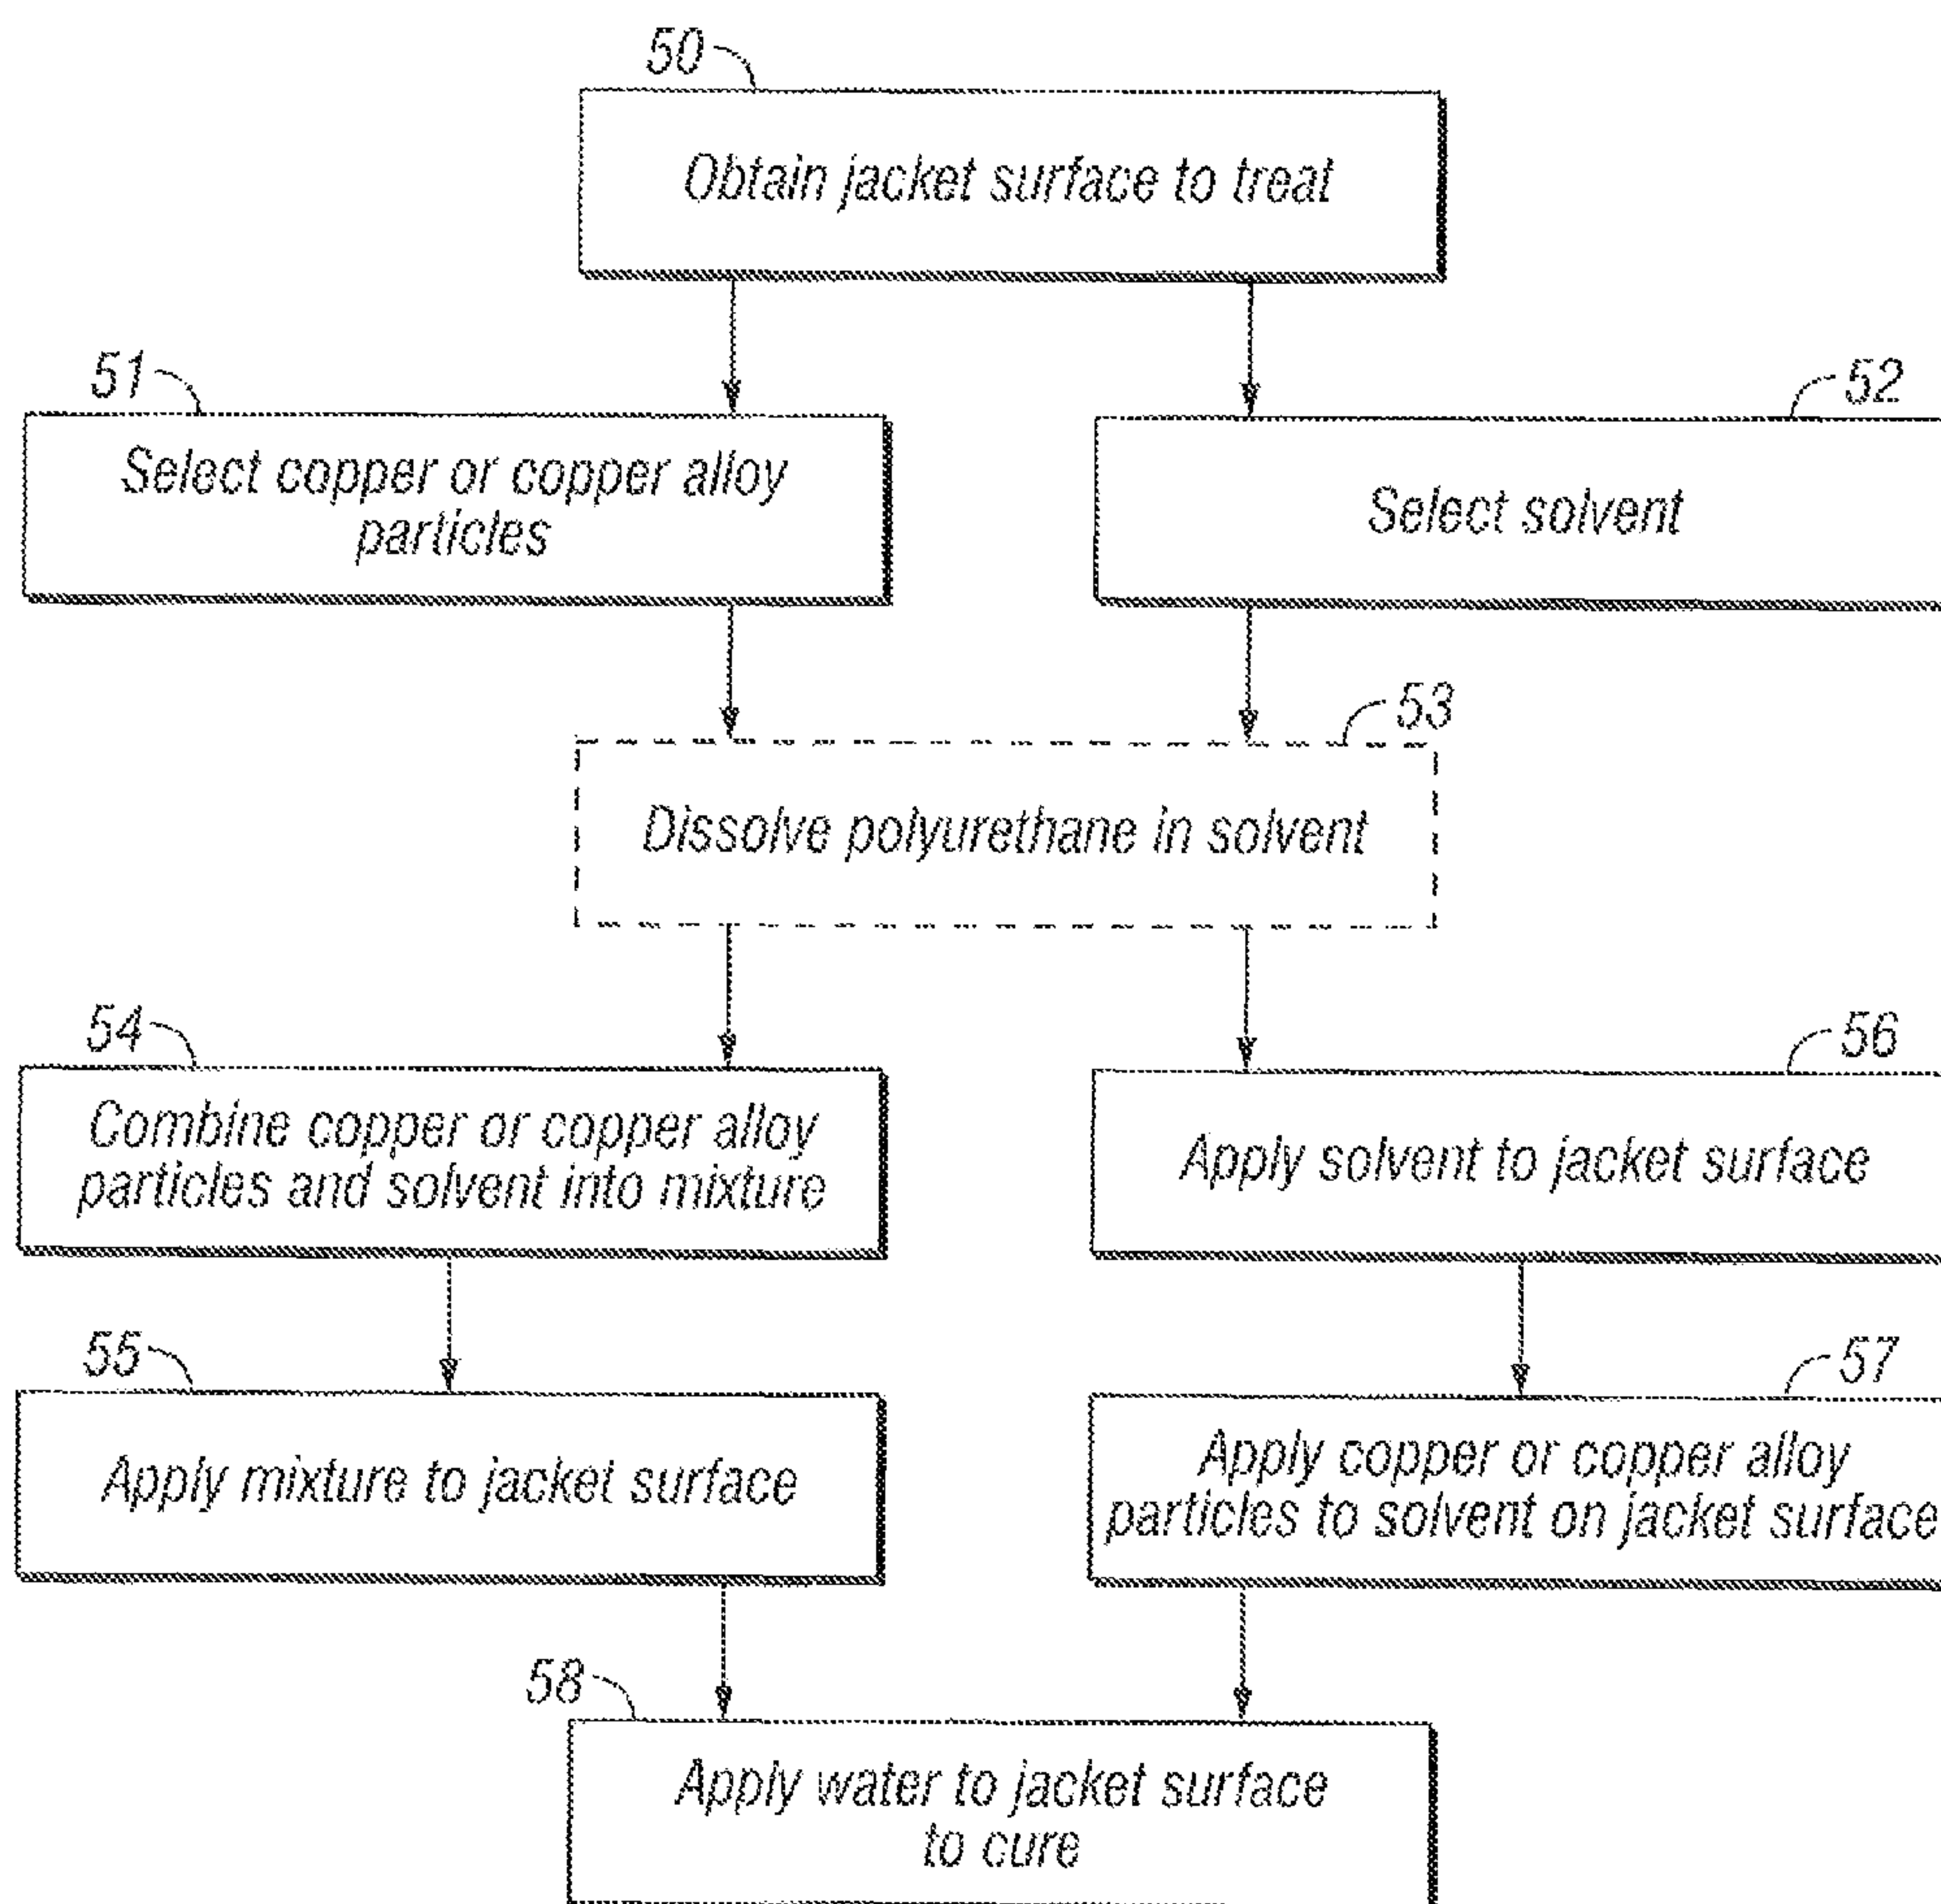 50
Obtain jacket surface to treat
51
Select copper or copper alloy
particles
52
Select solvent
53
Dissolve polyurethane in solvent
54
Combine copper or copper alloy
particles and solvent into mixture
56
Apply solvent to jacket surface
55
Apply mixture to jacket surface
57
Apply copper or copper alloy
particles to solvent on jacket surface
58
Apply water to jacket surface
to cure